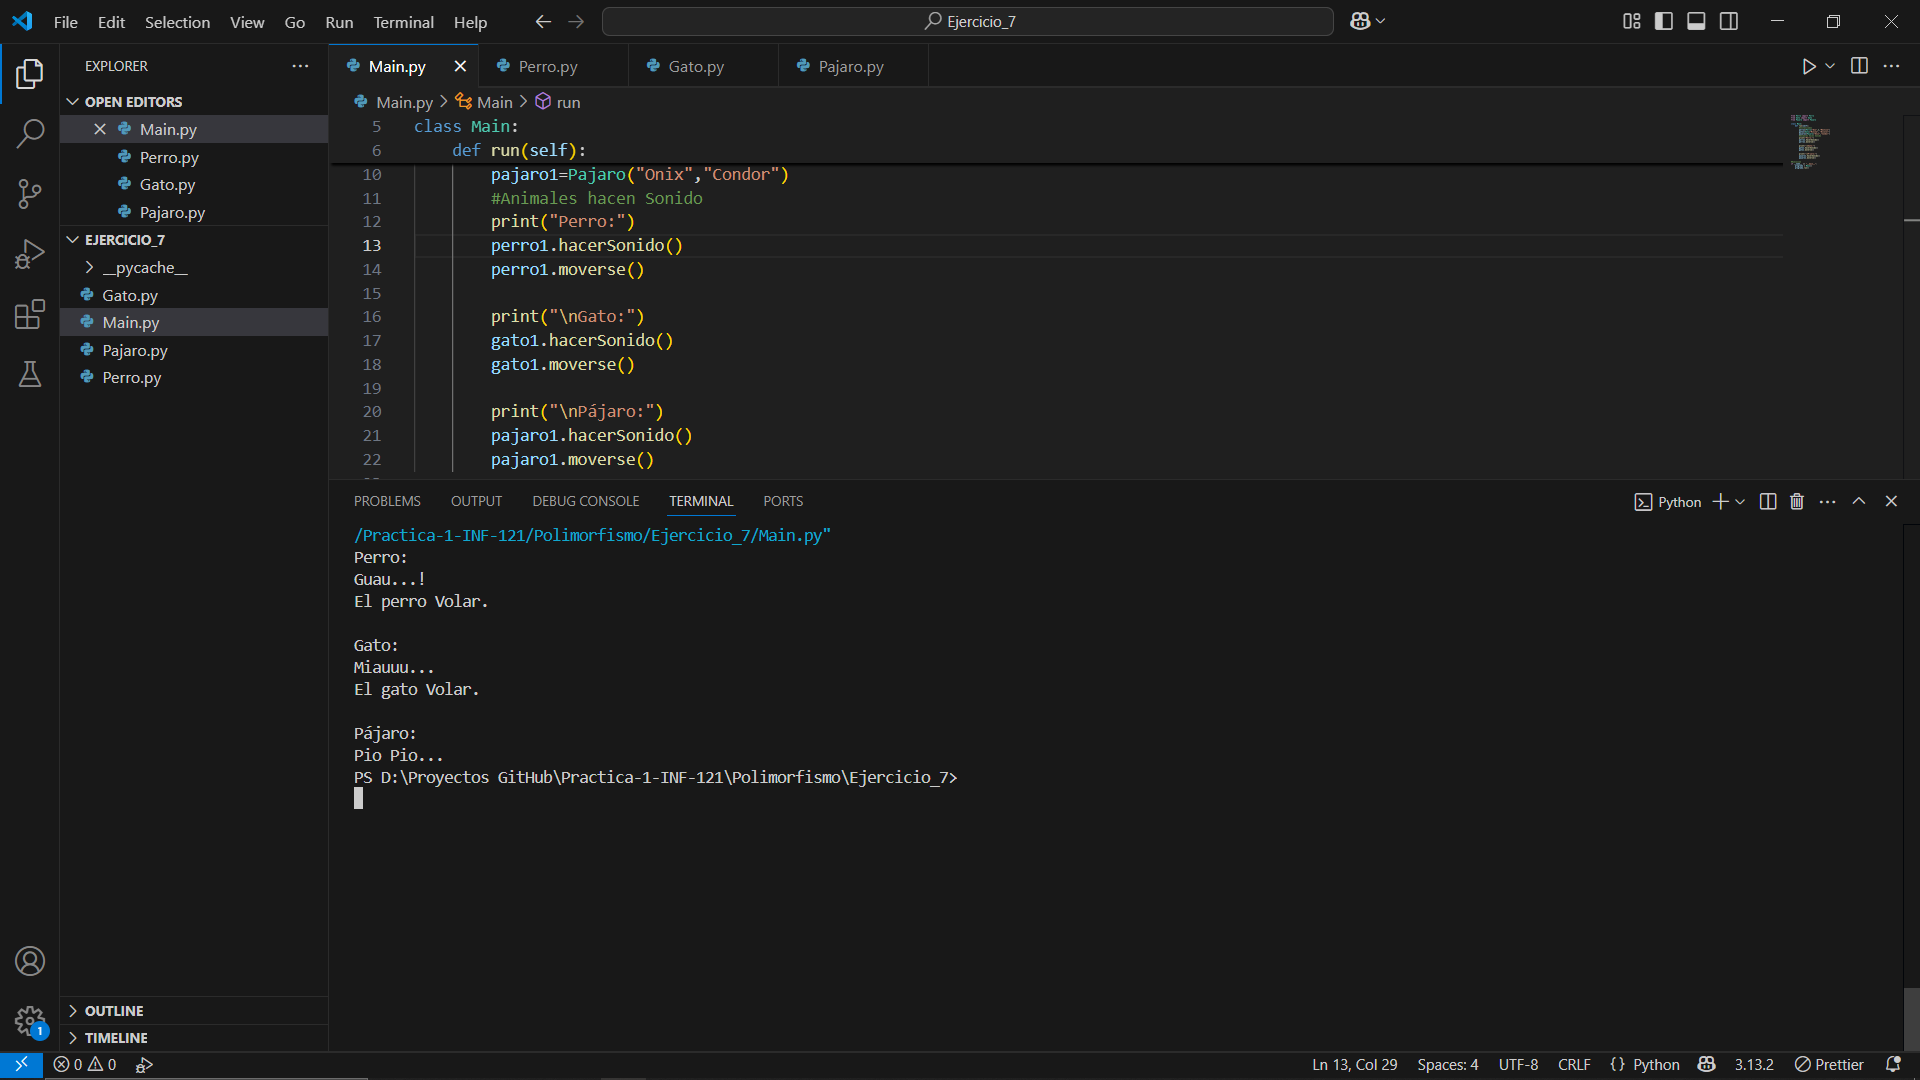 File Edit Selection View Go Run Terminal Help
Ejercicio_7
EXPLORER
OPEN EDITORS
Main.py
Perro.py
Gato.py
Pajaro.py
EJERCICIO_7
__pycache__
Gato.py
Main.py
Pajaro.py
Perro.py
OUTLINE
TIMELINE
Main.py Perro.py Gato.py Pajaro.py
Main.py > Main > run
5 class Main:
6 def run(self):
10 pajaro1=Pajaro("Onix","Condor")
11 #Animales hacen Sonido
12 print("Perro:")
13 perro1.hacerSonido()
14 perro1.moverse()
15
16 print("\nGato:")
17 gato1.hacerSonido()
18 gato1.moverse()
19
20 print("\nPájaro:")
21 pajaro1.hacerSonido()
22 pajaro1.moverse()
PROBLEMS OUTPUT DEBUG CONSOLE TERMINAL PORTS
Python
/Practica-1-INF-121/Polimorfismo/Ejercicio_7/Main.py"
Perro:
Guau...!
El perro Volar.
Gato:
Miauuu...
El gato Volar.
Pájaro:
Pio Pio...
PS D:\Proyectos GitHub\Practica-1-INF-121\Polimorfismo\Ejercicio_7>
1
0 0
Ln 13, Col 29 Spaces: 4 UTF-8 CRLF {} Python 3.13.2 Prettier